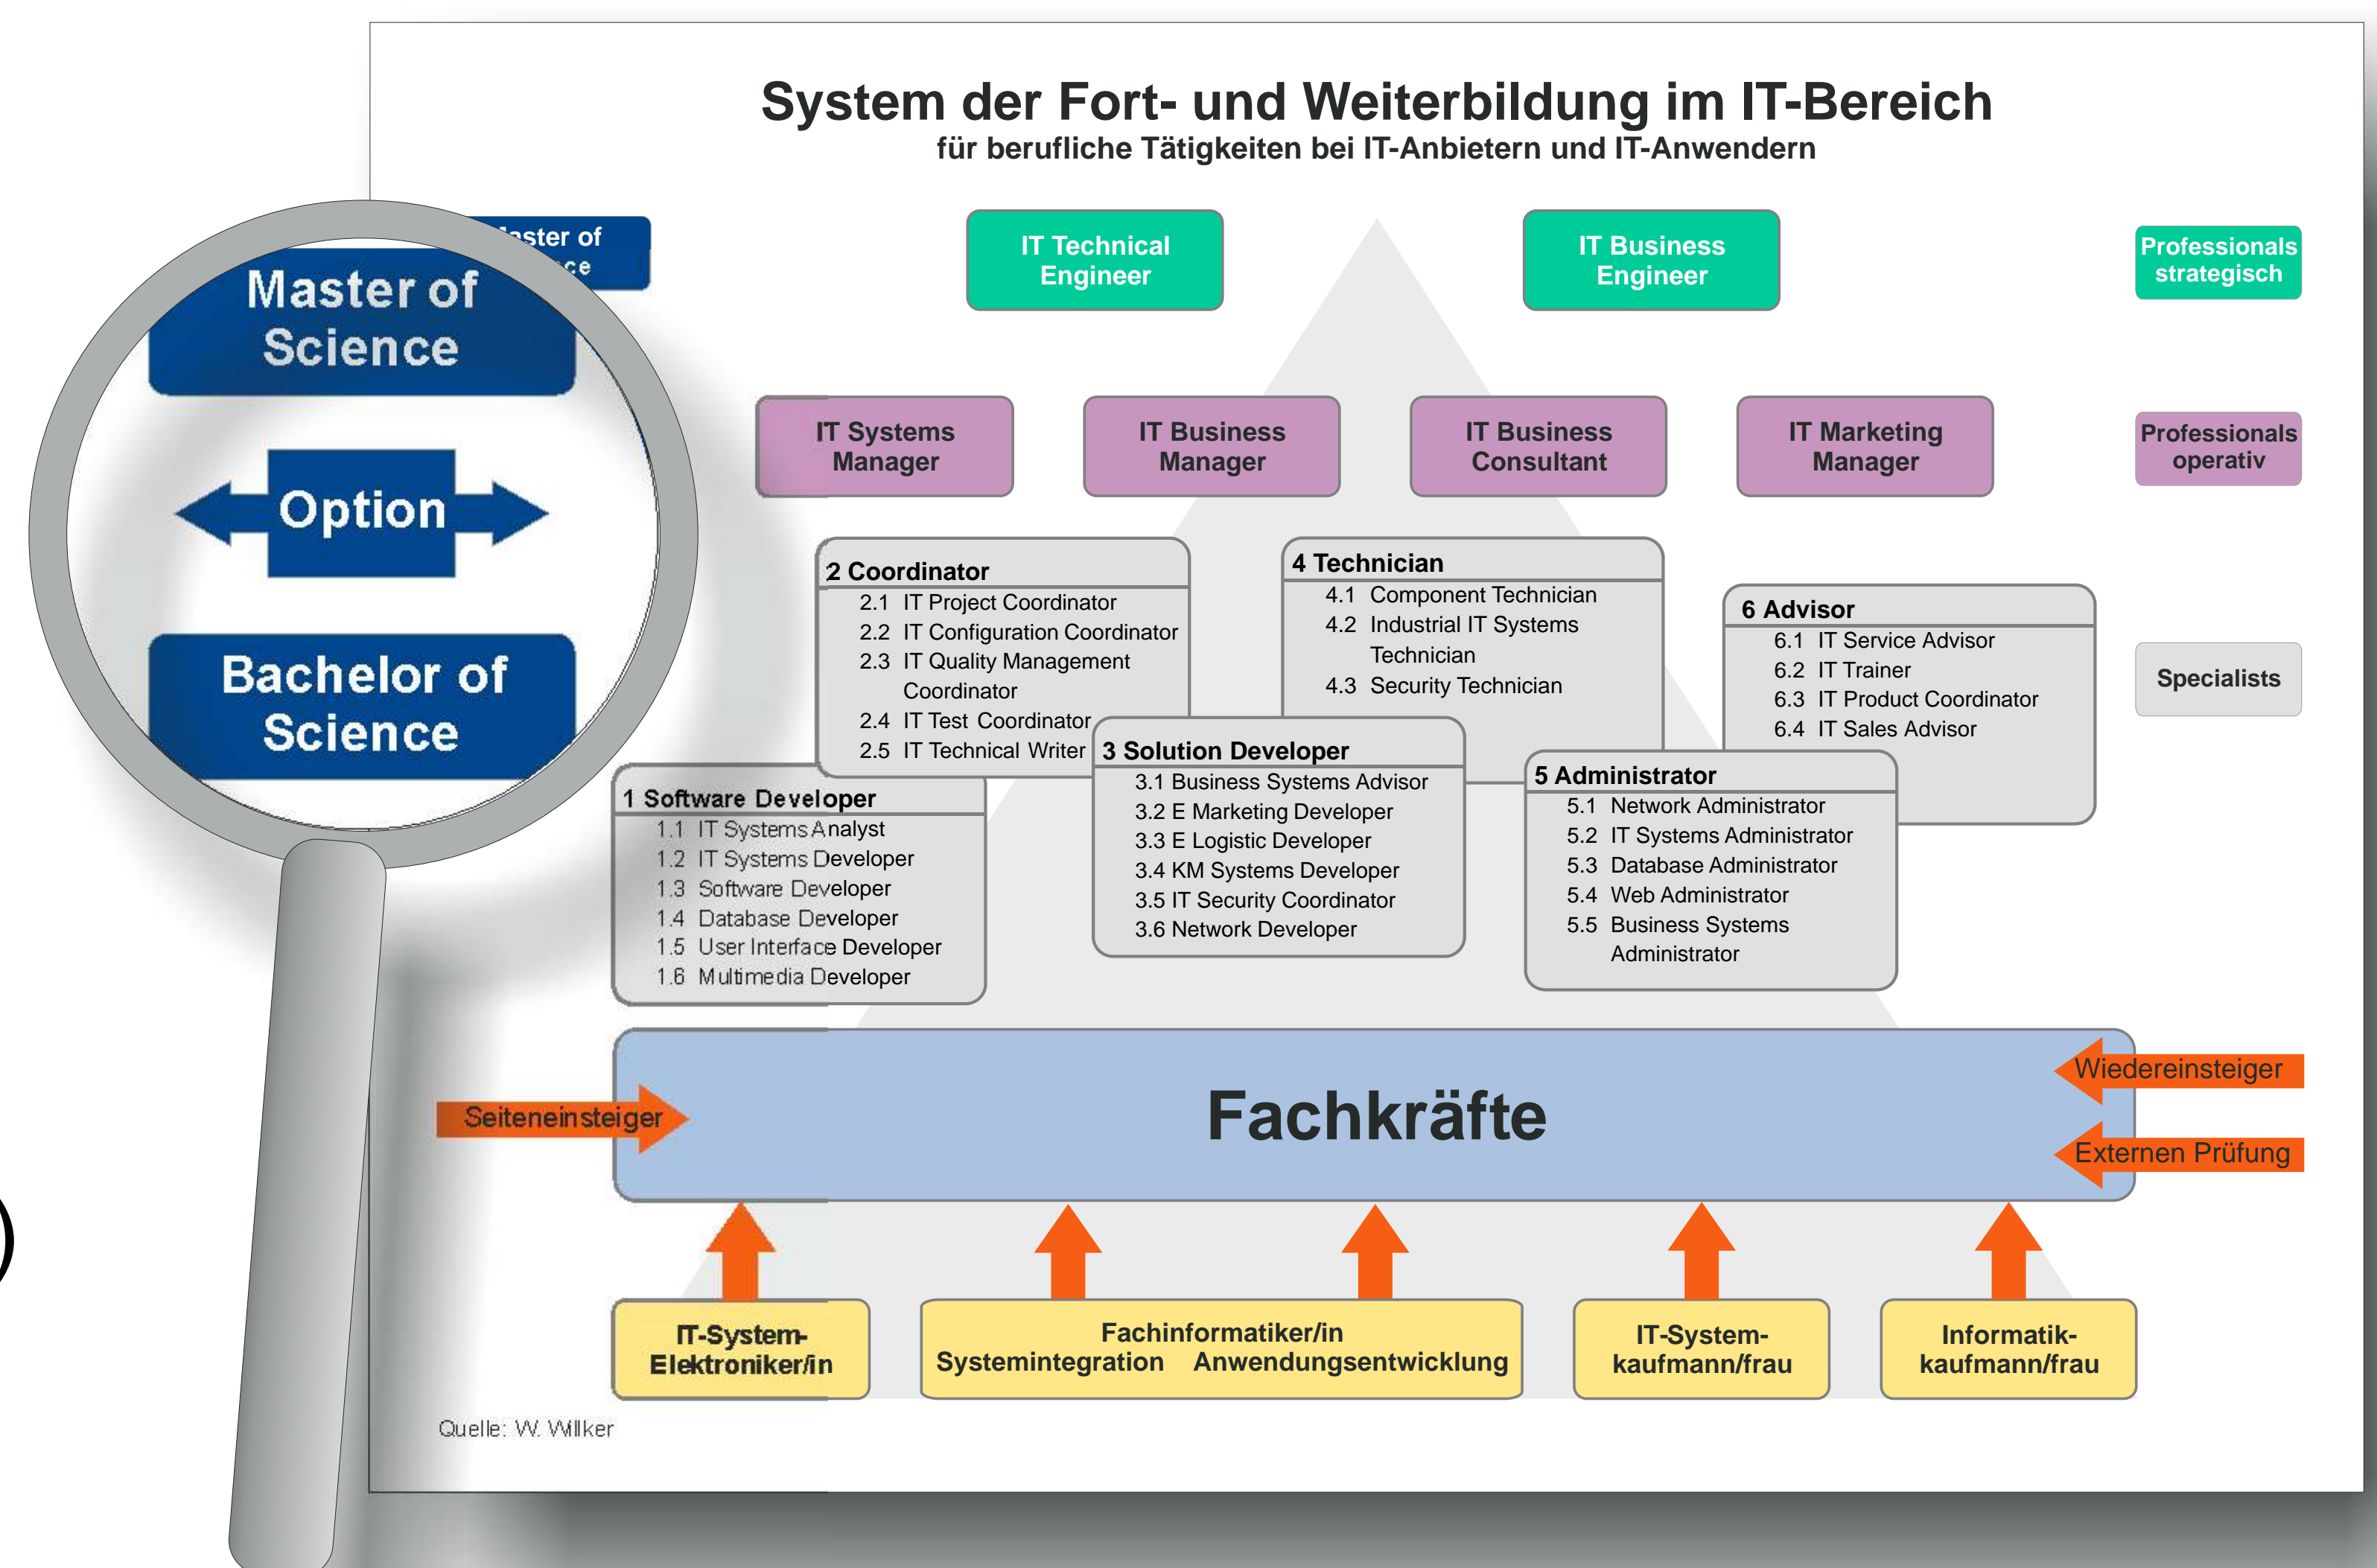 System der Fort- und Weiterbildung im IT-Bereich
für berufliche Tätigkeiten bei IT-Anbietern und IT-Anwendern
Master of
Science
Option
Bachelor of
Science
IT Technical
Engineer
IT Business
Engineer
Professionals
strategisch
IT Systems
Manager
IT Business
Manager
IT Business
Consultant
IT Marketing
Manager
Professionals
operativ
2 Coordinator
2.1 IT Project Coordinator
2.2 IT Configuration Coordinator
2.3 IT Quality Management
Coordinator
2.4 IT Test Coordinator
2.5 IT Technical Writer
4 Technician
4.1 Component Technician
4.2 Industrial IT Systems
Technician
4.3 Security Technician
6 Advisor
6.1 IT Service Advisor
6.2 IT Trainer
6.3 IT Product Coordinator
6.4 IT Sales Advisor
Specialists
1 Software Developer
1.1 IT Systems Analyst
1.2 IT Systems Developer
1.3 Software Developer
1.4 Database Developer
1.5 User Interface Developer
1.6 Multimedia Developer
3 Solution Developer
3.1 Business Systems Advisor
3.2 E Marketing Developer
3.3 E Logistic Developer
3.4 KM Systems Developer
3.5 IT Security Coordinator
3.6 Network Developer
5 Administrator
5.1 Network Administrator
5.2 IT Systems Administrator
5.3 Database Administrator
5.4 Web Administrator
5.5 Business Systems
Administrator
Seiteneinsteiger
Fachkräfte
Wiedereinsteiger
Externen Prüfung
IT-System-
Elektroniker/in
Fachinformatiker/in
Systemintegration Anwendungsentwicklung
IT-System-
kaufmann/frau
Informatik-
kaufmann/frau
Quelle: W. Willker
)